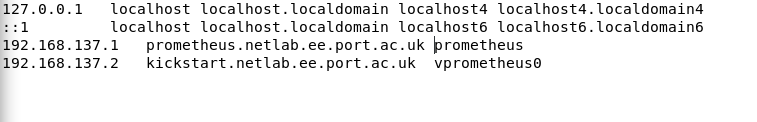 127.0.0.1   localhost localhost.localdomain localhost4 localhost4.localdomain4
::1         localhost localhost.localdomain localhost6 localhost6.localdomain6
192.168.137.1   prometheus.netlab.ee.port.ac.uk prometheus
192.168.137.2   kickstart.netlab.ee.port.ac.uk  vprometheus0